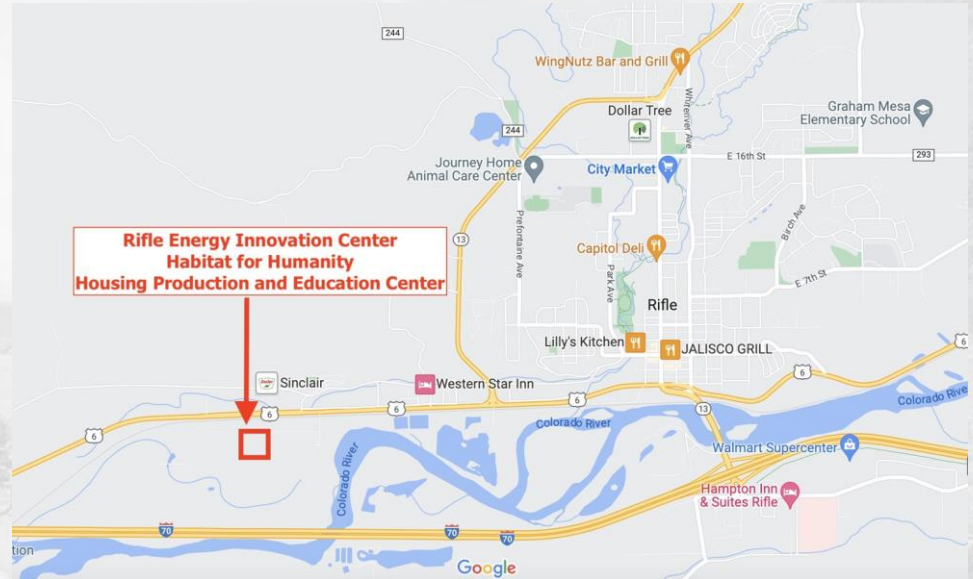 244
WingNutz Bar and Grill
Whiteriver Ave
Dollar Tree
Graham Mesa
Elementary School
244
Journey Home
Animal Care Center
City Market
E 16th St
293
Prefontaine Ave
Birch Ave
13
Rifle Energy Innovation Center
Habitat for Humanity
Housing Production and Education Center
Capitol Deli
Park Ave
E 7th St
Rifle
Lilly's Kitchen
JALISCO GRILL
6
Sinclair
Western Star Inn
6
6
6
6
6
13
Colorado River
Colorado River
Colorado River
Walmart Supercenter
Hampton Inn
& Suites Rifle
70
70
70
tion
Google